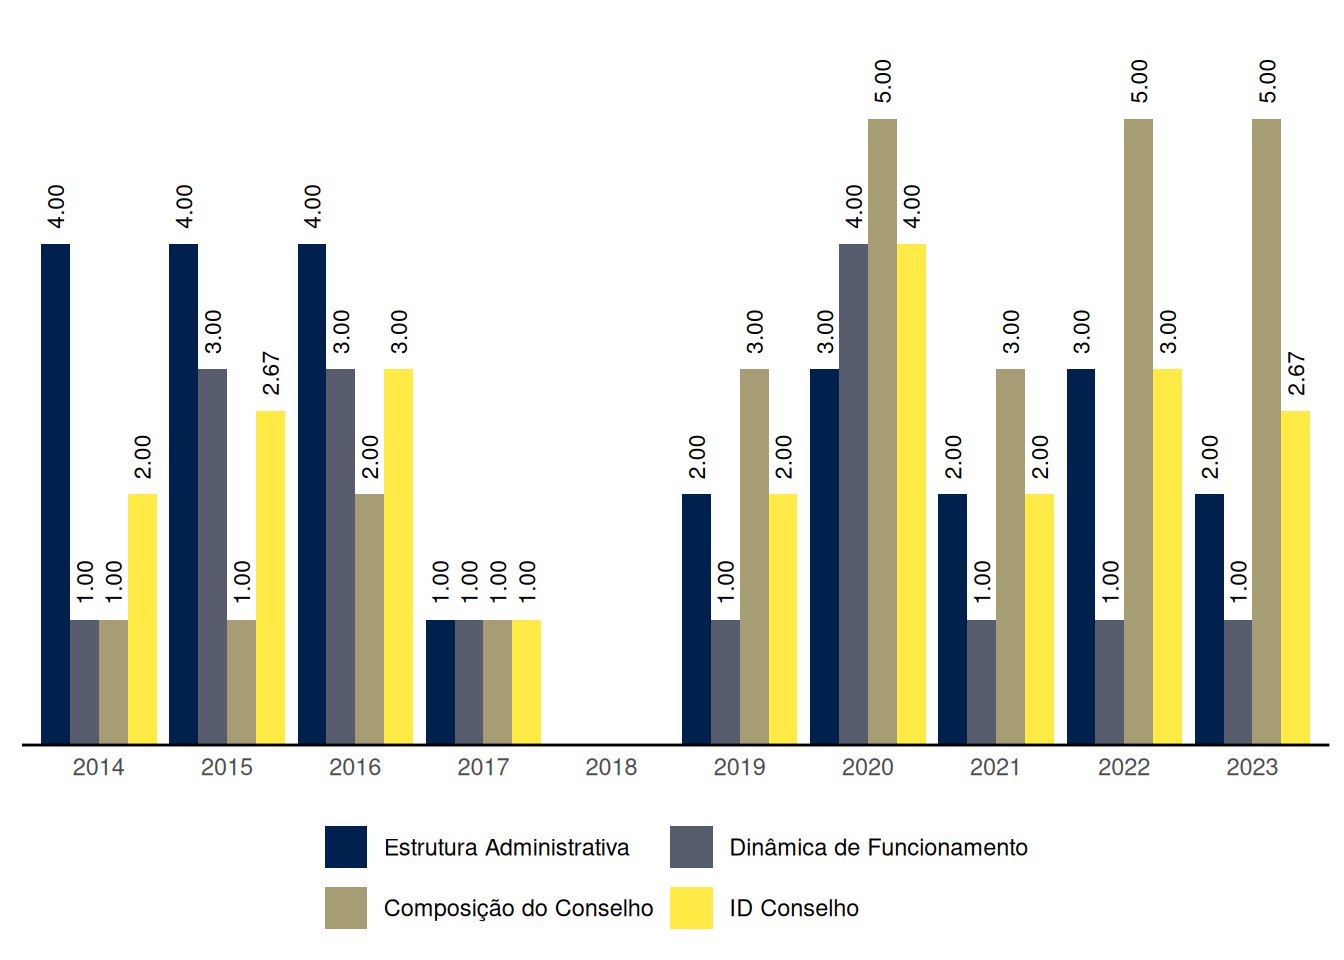 5.00 5.00 5.00
4.00 4.00 4.00 4.00 4.00
3.00 3.00 3.00 3.00 3.00 3.00 3.00 3.00
2.67 2.67
2.00 2.00 2.00 2.00 2.00 2.00 2.00
1.00 1.00 1.00 1.00 1.00 1.00 1.00 1.00 1.00 1.00 1.00
2014 2015 2016 2017 2018 2019 2020 2021 2022 2023
Estrutura Administrativa Dinâmica de Funcionamento
Composição do Conselho ID Conselho